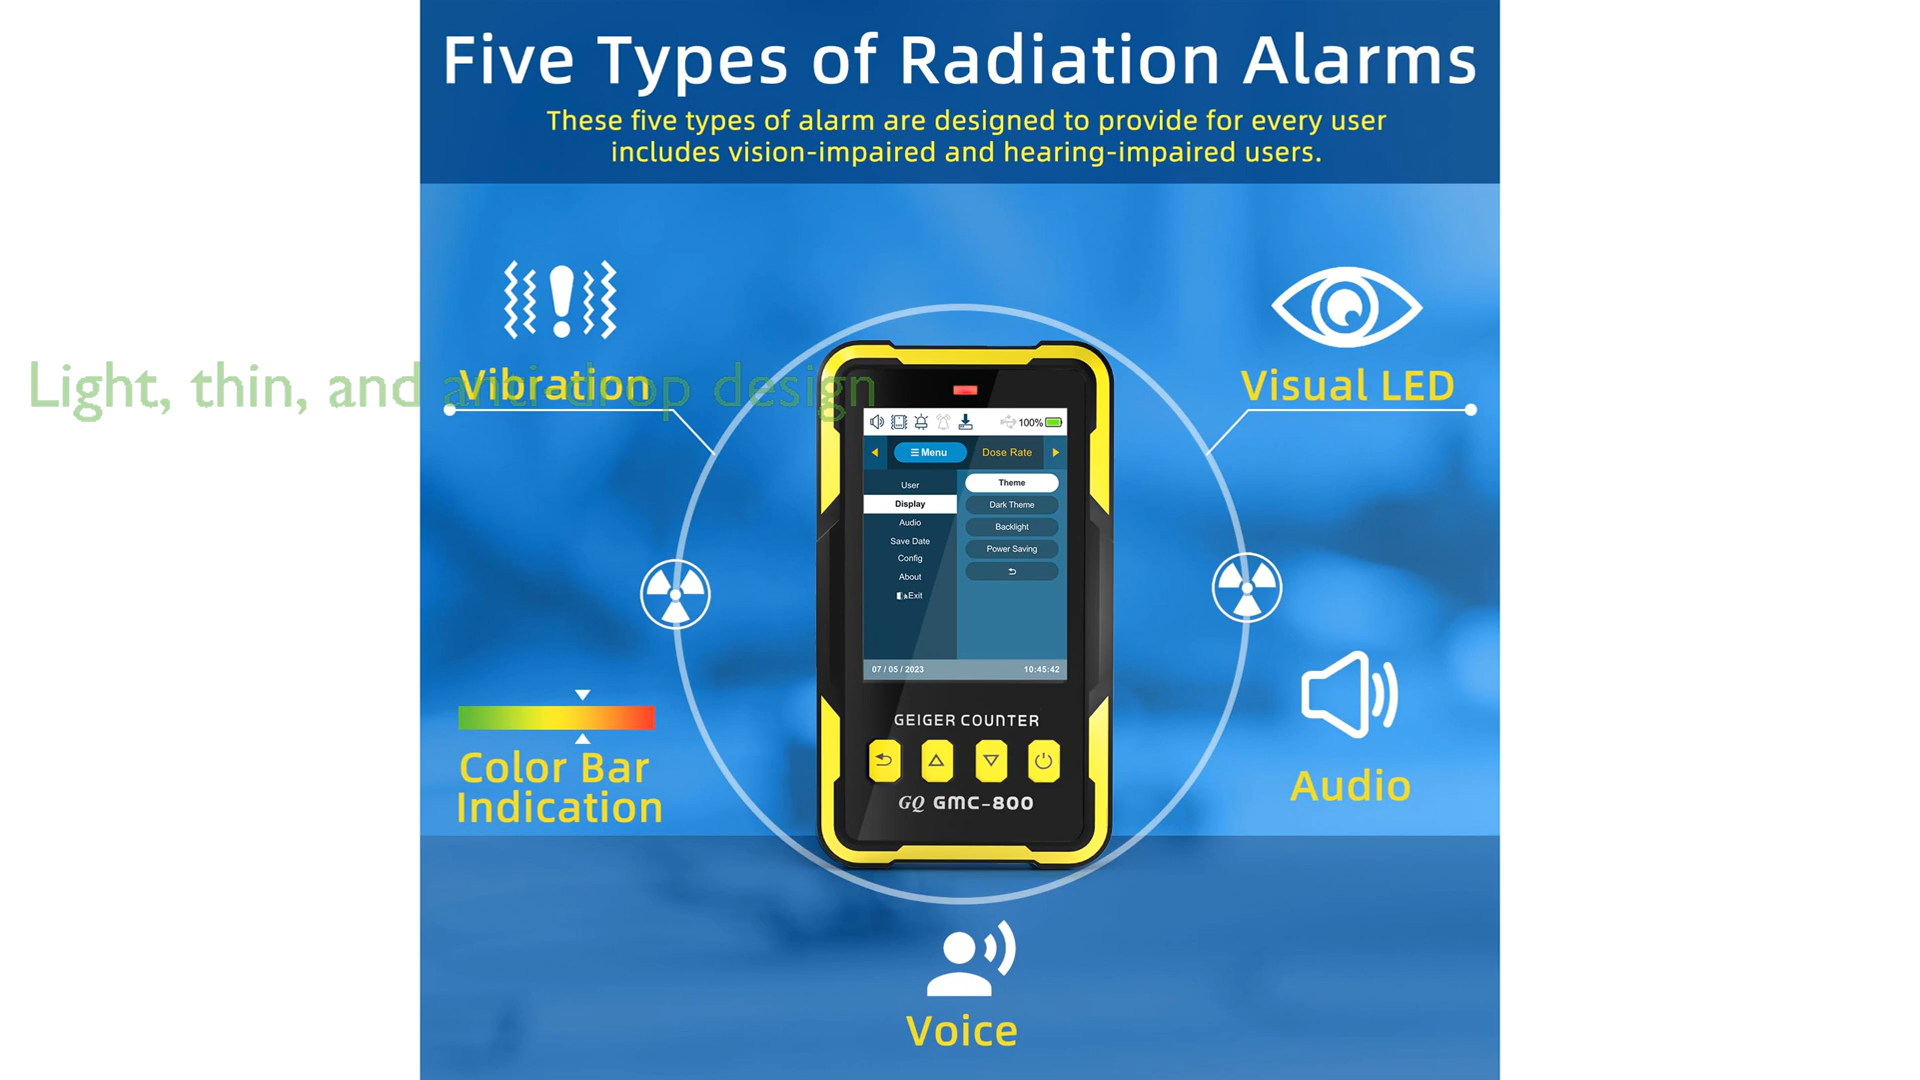 Five Types of Radiation Alarms
These five types of alarm are designed to provide for every user
includes vision-impaired and hearing-impaired users.
Light, thin, and anti-drop design
Vibration
Visual LED
100%
Menu
Dose Rate
User
Display
Audio
Save Date
Config
About
Exit
Theme
Dark Theme
Backlight
Power Saving
07 / 05 / 2023
10:45:42
GEIGER COUNTER
GQ GMC-800
Color Bar
Indication
Audio
Voice